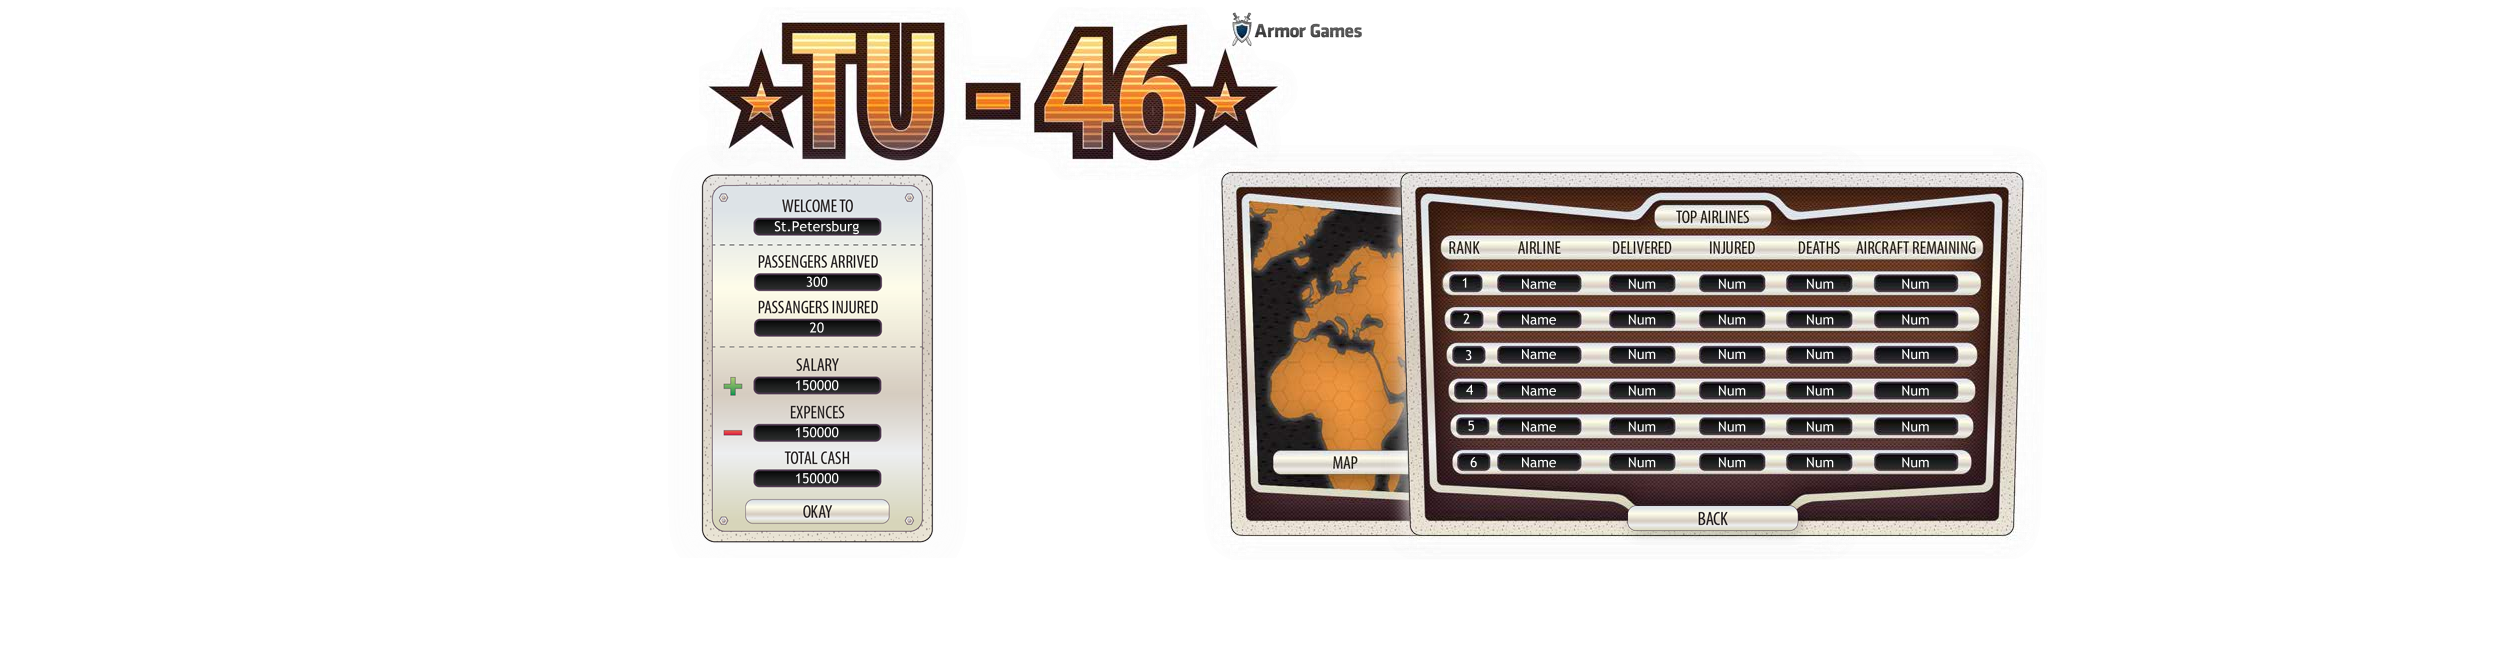 TU - 46
Armor Games
WELCOME TO
St.Petersburg
PASSENGERS ARRIVED
300
PASSANGERS INJURED
20
SALARY
150000
EXPENCES
150000
TOTAL CASH
150000
OKAY
MAP
TOP AIRLINES
RANK AIRLINE DELIVERED INJURED DEATHS AIRCRAFT REMAINING
1 Name Num Num Num Num
2 Name Num Num Num Num
3 Name Num Num Num Num
4 Name Num Num Num Num
5 Name Num Num Num Num
6 Name Num Num Num Num
BACK